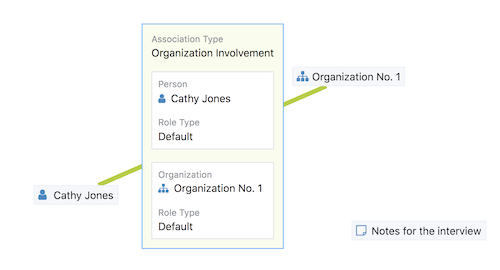 Association Type
Organization Involvement
Person
Cathy Jones
Role Type
Default
Organization
Organization No. 1
Role Type
Default
Organization No. 1
Cathy Jones
Notes for the interview